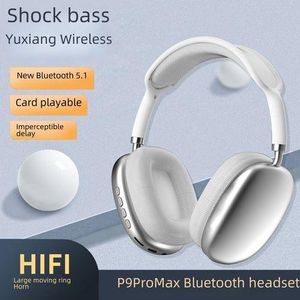 Shock bass
Yuxiang Wireless
New Bluetooth 5.1
Card playable
Imperceptible
delay
HIFI
Large moving ring
Horn
P9ProMax Bluetooth headset